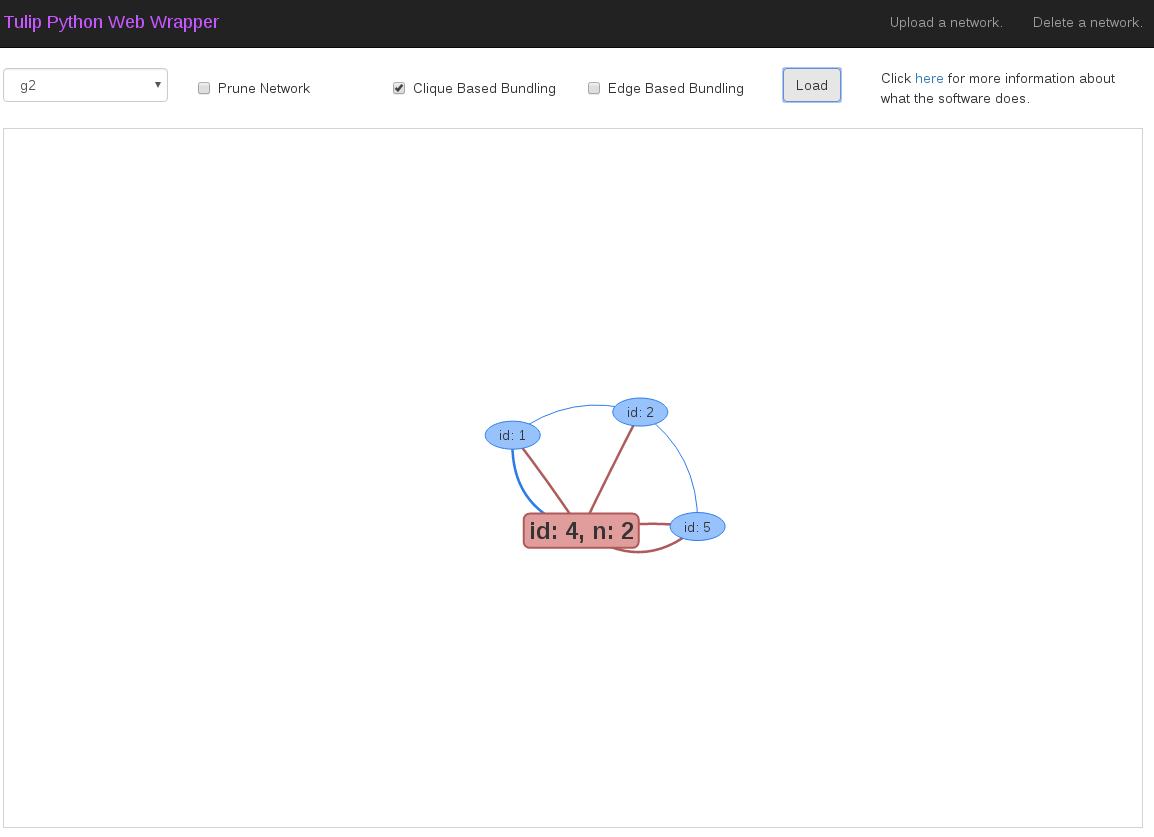 Tulip Python Web Wrapper
Upload a network.
Delete a network.
g2
Prune Network
Clique Based Bundling
Edge Based Bundling
Load
Click here for more information about
what the software does.
id: 2
id: 1
id: 4, n: 2
id: 5